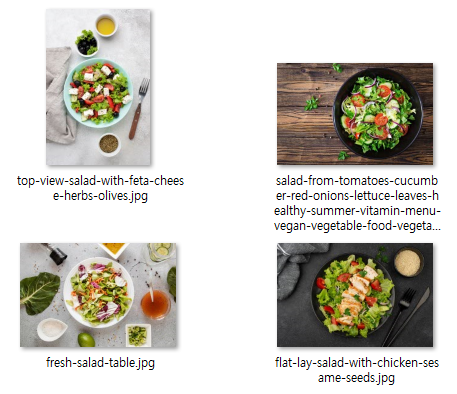 top-view-salad-with-feta-chees
e-herbs-olives.jpg
salad-from-tomatoes-cucumb
er-red-onions-lettuce-leaves-h
ealthy-summer-vitamin-menu-
vegan-vegetable-food-vegeta...
fresh-salad-table.jpg
flat-lay-salad-with-chicken-ses
ame-seeds.jpg